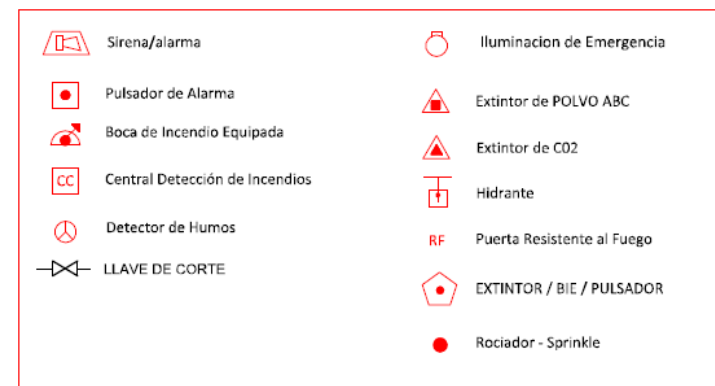 Sirena/alarma
Pulsador de Alarma
Boca de Incendio Equipada
CC Central Detección de Incendios
Detector de Humos
LLAVE DE CORTE
Iluminacion de Emergencia
Extintor de POLVO ABC
Extintor de C02
Hidrante
RF Puerta Resistente al Fuego
EXTINTOR / BIE / PULSADOR
Rociador - Sprinkle